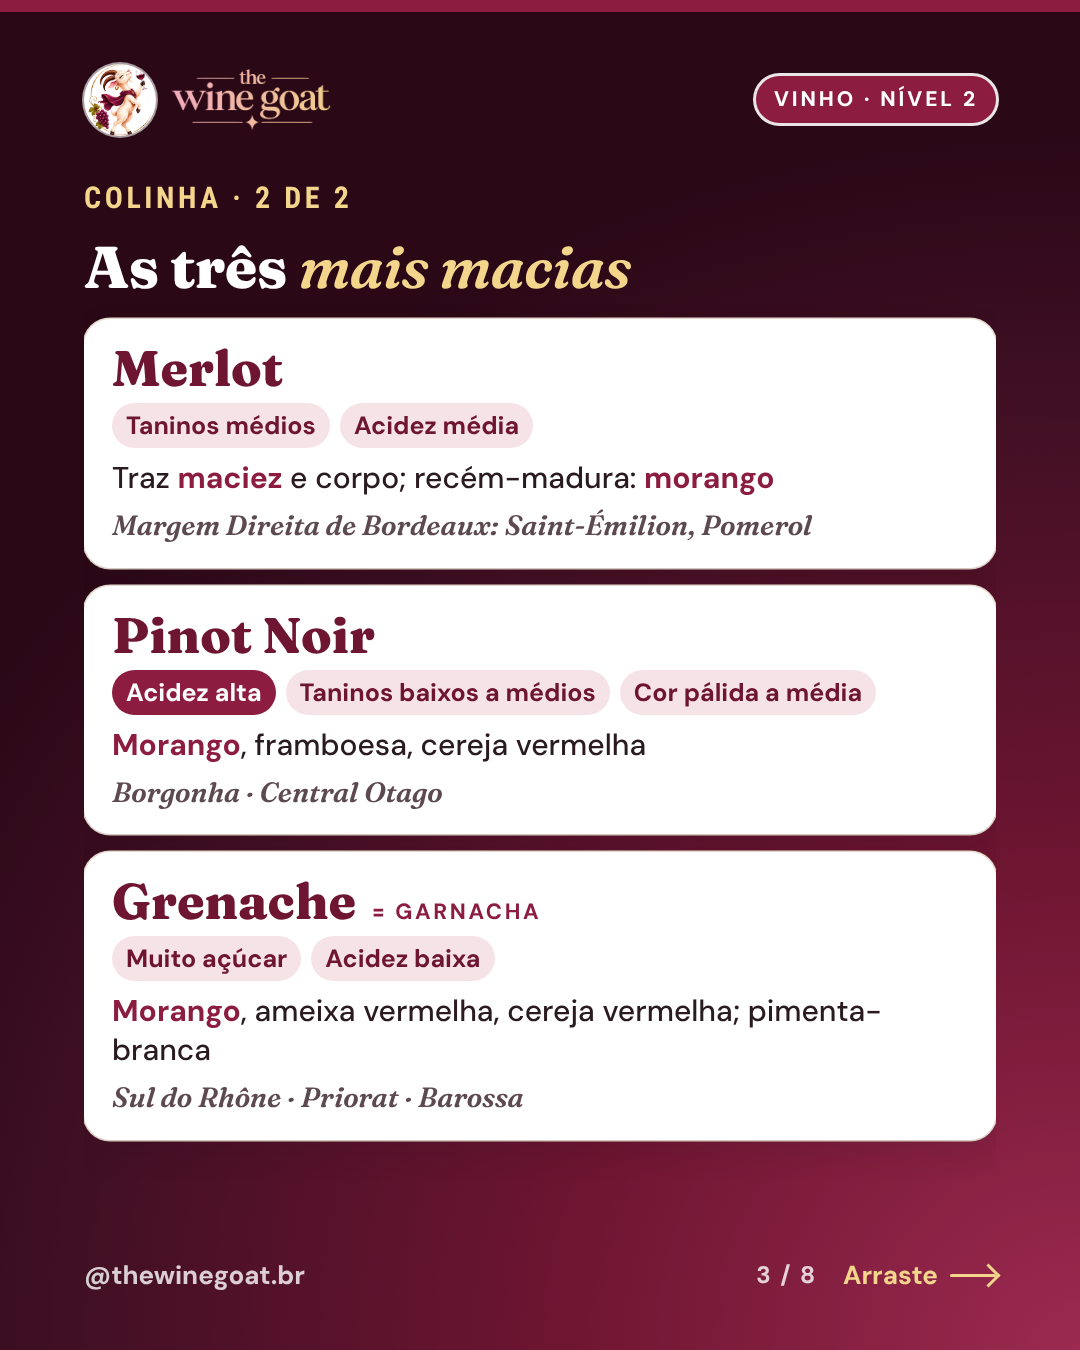 the
wine goat
VINHO · NÍVEL 2
COLINHA · 2 DE 2
As três mais macias
Merlot
Taninos médios
Acidez média
Traz maciez e corpo; recém-madura: morango
Margem Direita de Bordeaux: Saint-Émilion, Pomerol
Pinot Noir
Acidez alta
Taninos baixos a médios
Cor pálida a média
Morango, framboesa, cereja vermelha
Borgonha · Central Otago
Grenache = GARNACHA
Muito açúcar
Acidez baixa
Morango, ameixa vermelha, cereja vermelha; pimenta-
branca
Sul do Rhône · Priorat · Barossa
@thewinegoat.br
3 / 8
Arraste